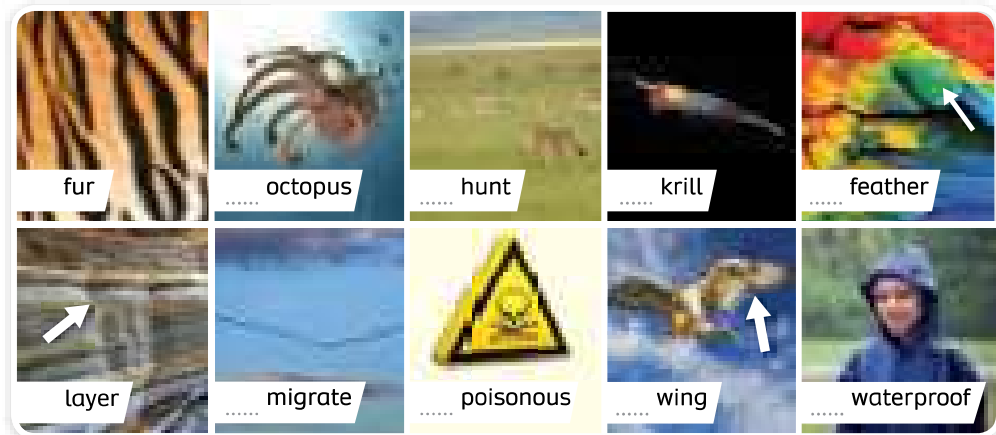 fur
...... octopus
...... hunt
...... krill
...... feather
layer
...... migrate
...... poisonous
...... wing
...... waterproof